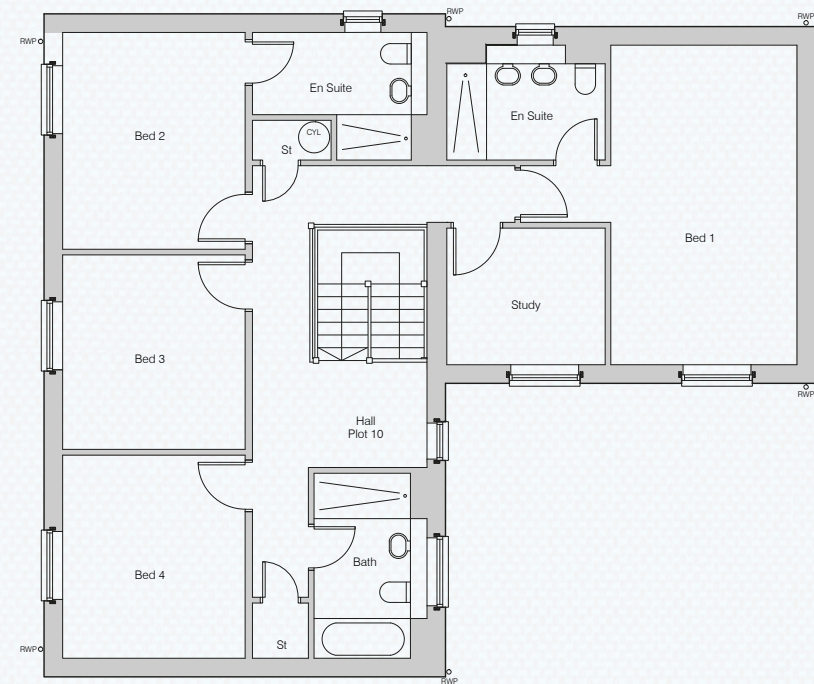 RWP
RWP
RWP
En Suite
En Suite
CYL
St
Bed 2
Bed 1
Study
Bed 3
RWP
Hall
Plot 10
Bath
Bed 4
St
RWP
RWP